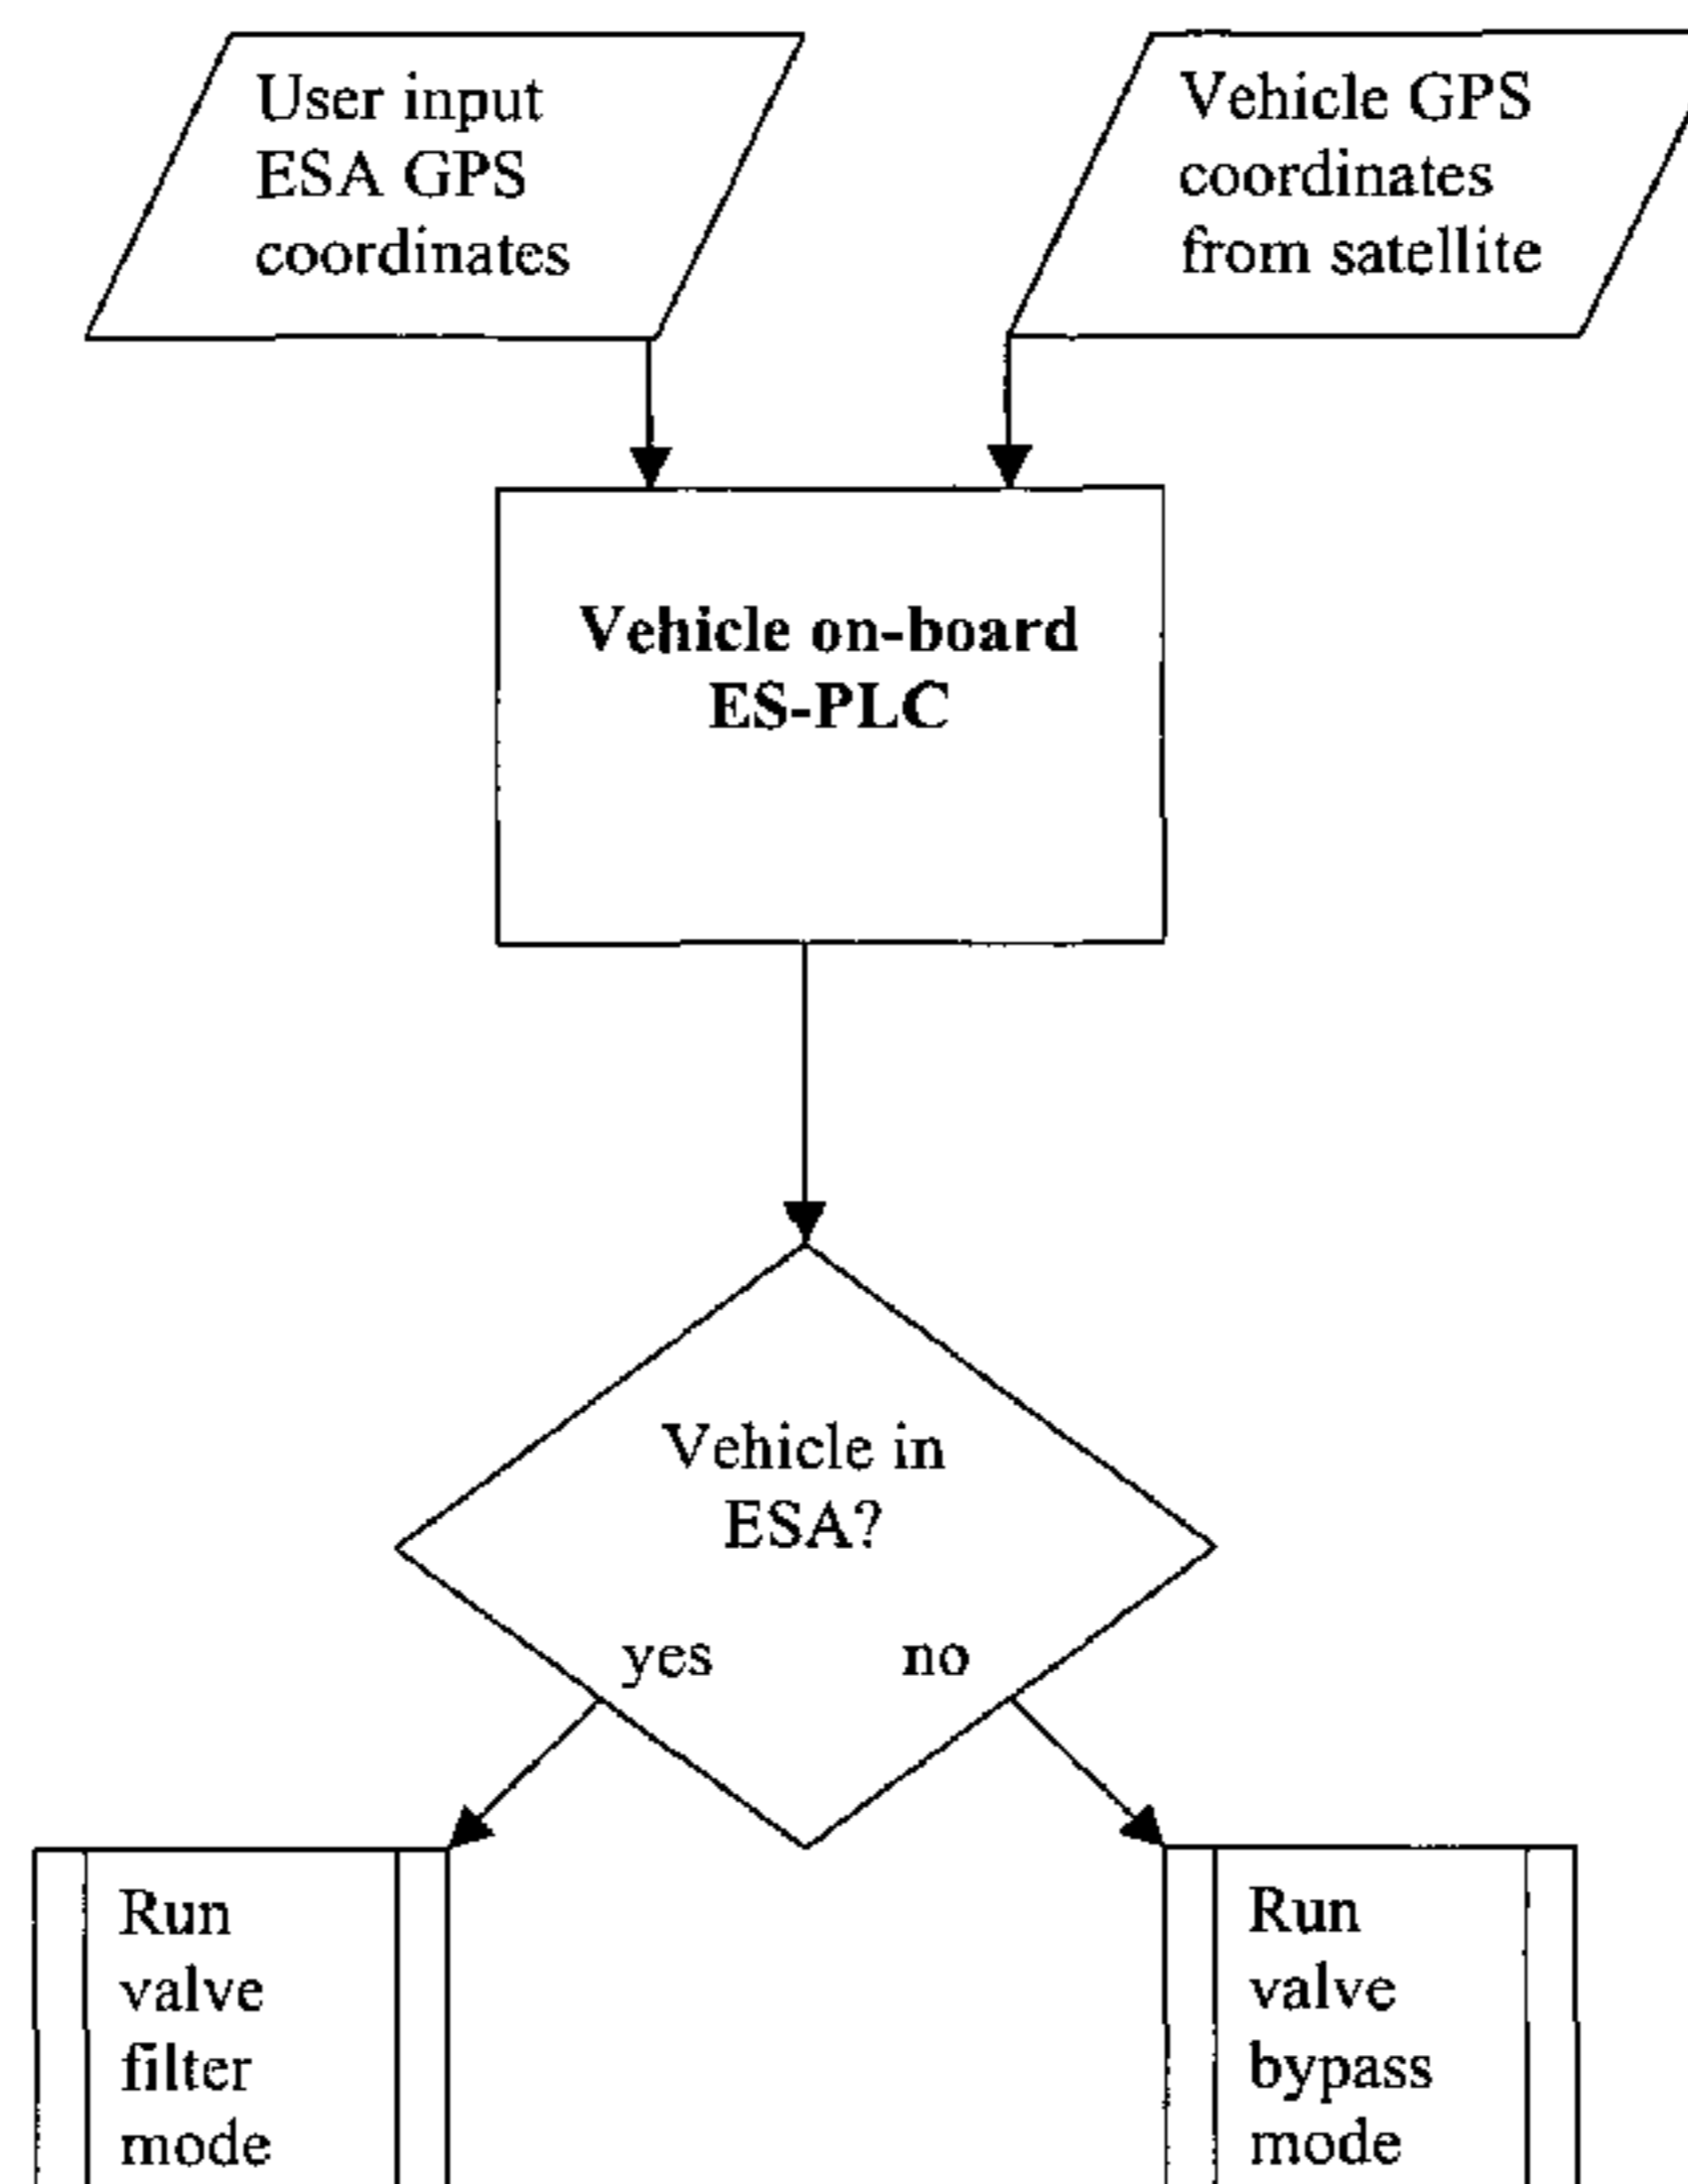 User input
ESA GPS
coordinates
Vehicle GPS
coordinates
from satellite
Vehicle on-board
ES-PLC
Vehicle in
ESA?
yes
no
Run
valve
filter
mode
Run
valve
bypass
mode